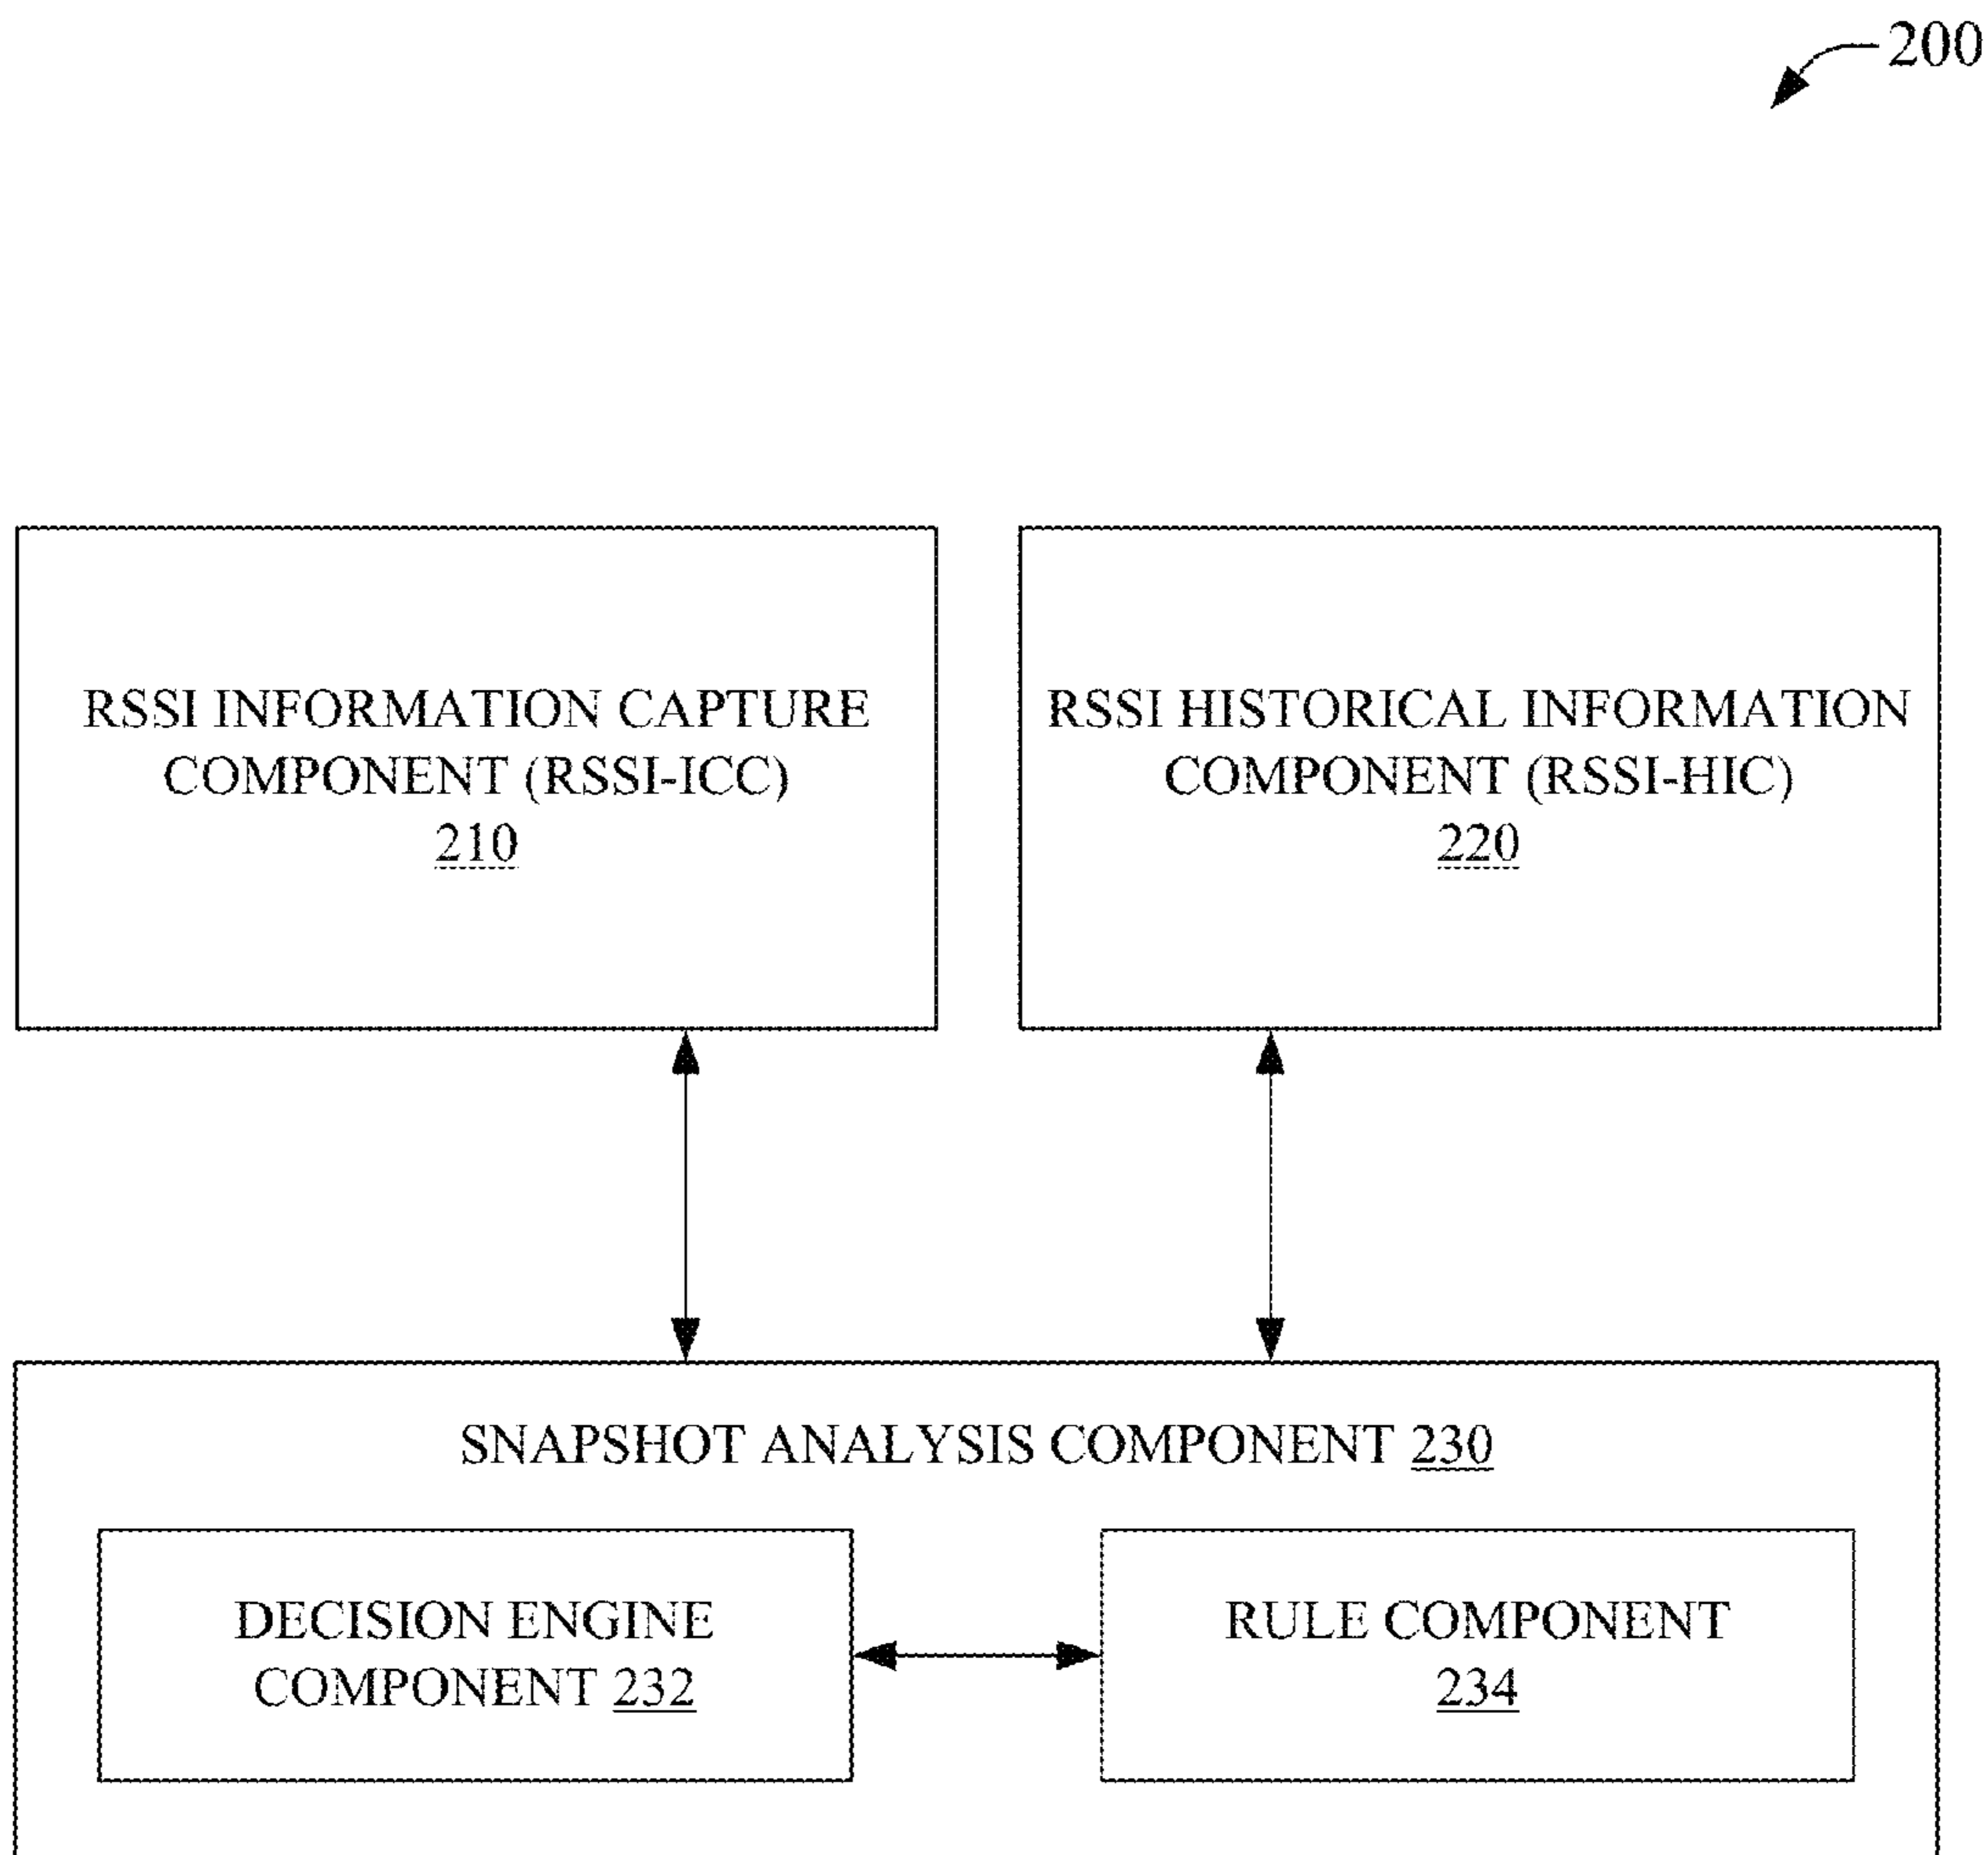 200
RSSI INFORMATION CAPTURE
COMPONENT (RSSI-ICC)
210
RSSI HISTORICAL INFORMATION
COMPONENT (RSSI-HIC)
220
SNAPSHOT ANALYSIS COMPONENT 230
DECISION ENGINE
COMPONENT 232
RULE COMPONENT
234